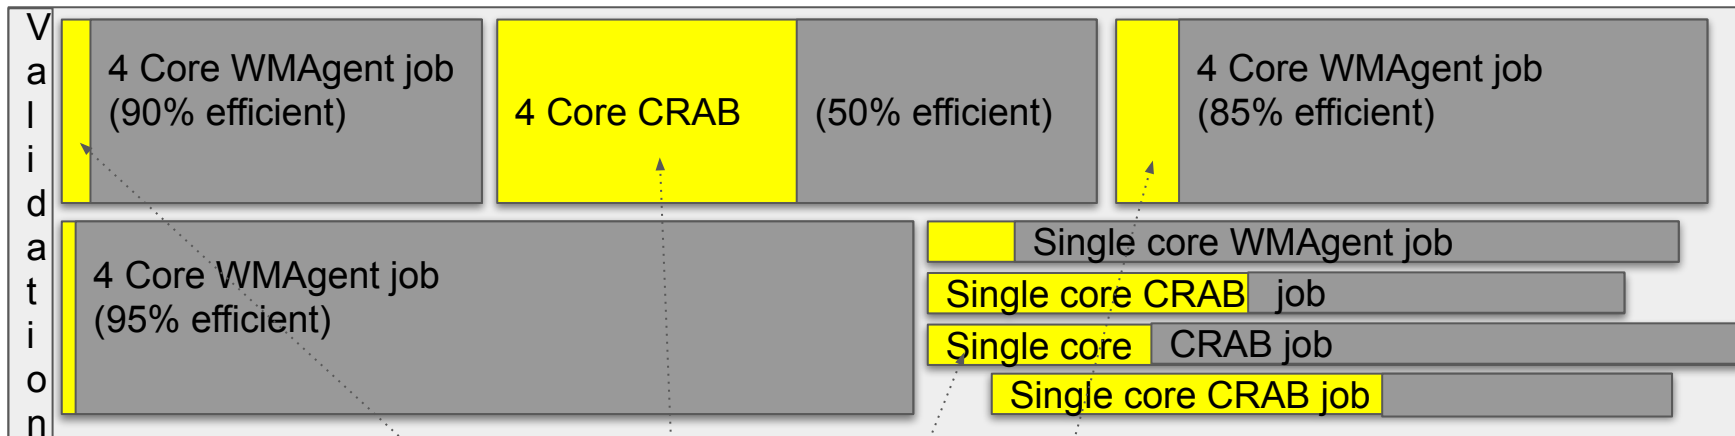 Validation
4 Core WMAgent job
(90% efficient)
4 Core CRAB (50% efficient)
4 Core WMAgent job
(85% efficient)
4 Core WMAgent job
(95% efficient)
Single core WMAgent job
Single core CRAB job
Single core CRAB job
Single core CRAB job